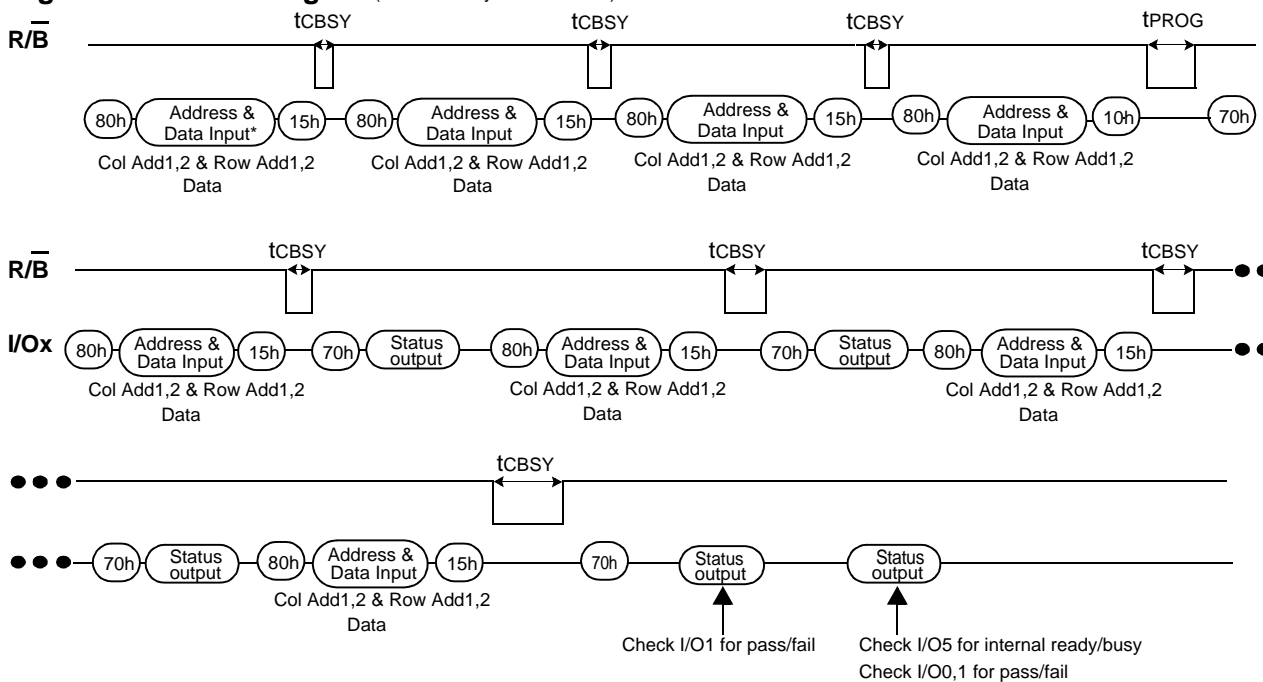 tCBSY tCBSY tCBSY tPROG
R/B
80h Address & Data Input* 15h 80h Address & Data Input 15h 80h Address & Data Input 15h 80h Address & Data Input 10h 70h
Col Add1,2 & Row Add1,2 Col Add1,2 & Row Add1,2 Col Add1,2 & Row Add1,2 Col Add1,2 & Row Add1,2
Data Data Data Data
tCBSY tCBSY tCBSY
R/B
I/Ox 80h Address & Data Input 15h 70h Status output 80h Address & Data Input 15h 70h Status output 80h Address & Data Input 15h
Col Add1,2 & Row Add1,2 Col Add1,2 & Row Add1,2 Col Add1,2 & Row Add1,2
Data Data Data
tCBSY
70h Status output 80h Address & Data Input 15h 70h Status output Status output
Col Add1,2 & Row Add1,2
Data
Check I/O1 for pass/fail Check I/O5 for internal ready/busy
Check I/O0,1 for pass/fail